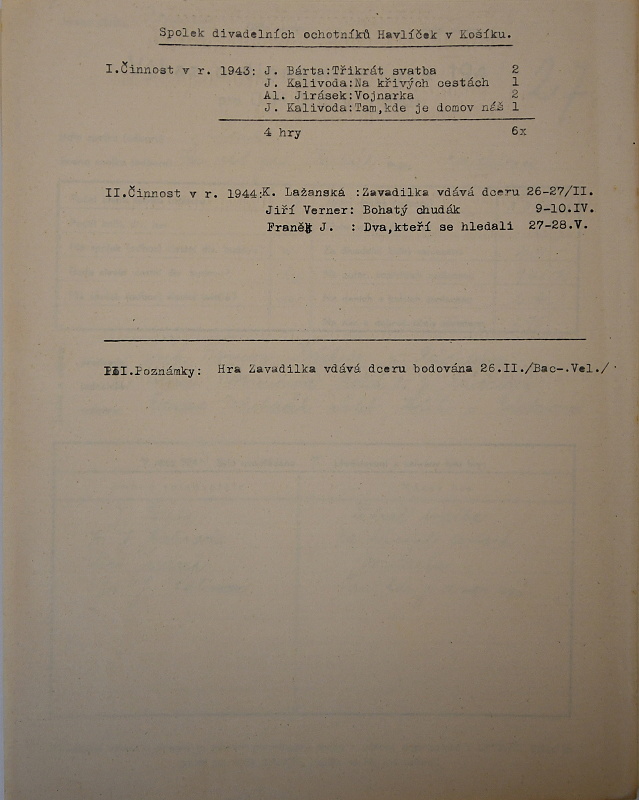 Spolek divadelních ochotníků Havlíček v Košíku.
I.Činnost v r. 1943: J. Bárta:Třikrát svatba 2
J. Kalivoda:Na křivých cestách 1
Al. Jirásek:Vojnarka 2
J. Kalivoda:Tam,kde je domov náš 1
4 hry 6x
II.Činnost v r. 1944:K. Lažanská :Zavadilka vdává dceru 26-27/II.
Jiří Verner: Bohatý chudák 9-10.IV.
Franěk J. : Dva,kteří se hledali 27-28.V.
III.Poznámky: Hra Zavadilka vdává dceru bodována 26.II./Bac-.Vel./